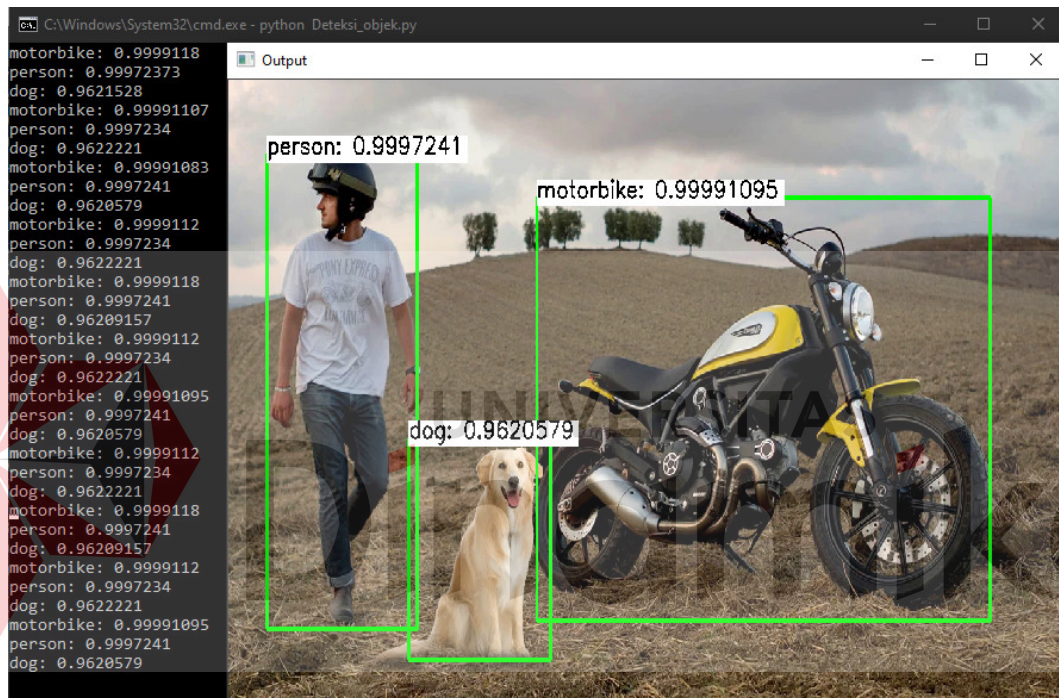 C:\Windows\System32\cmd.exe - python Deteksi_objek.py
motorbike: 0.9999118
person: 0.99972373
dog: 0.9621528
motorbike: 0.99991107
person: 0.9997234
dog: 0.9622221
motorbike: 0.99991083
person: 0.9997241
dog: 0.9620579
motorbike: 0.9999112
person: 0.9997234
dog: 0.9622221
motorbike: 0.9999118
person: 0.9997241
dog: 0.96209157
motorbike: 0.9999112
person: 0.9997234
dog: 0.9622221
motorbike: 0.99991095
person: 0.9997241
dog: 0.9620579
motorbike: 0.9999112
person: 0.9997234
dog: 0.9622221
motorbike: 0.9999118
person: 0.9997241
dog: 0.96209157
motorbike: 0.9999112
person: 0.9997234
dog: 0.9622221
motorbike: 0.99991095
person: 0.9997241
dog: 0.9620579
Output
person: 0.9997241
motorbike: 0.99991095
dog: 0.9620579
PONY EXPRESS
UNIVERSITAS